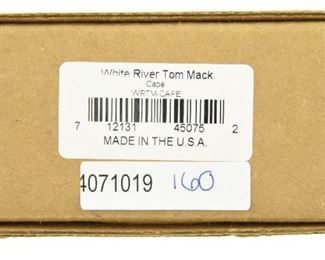 White River Tom Mack
Cape
WRTM-CAPE
7 12131 45075 2
MADE IN THE U.S.A.
4071019 160